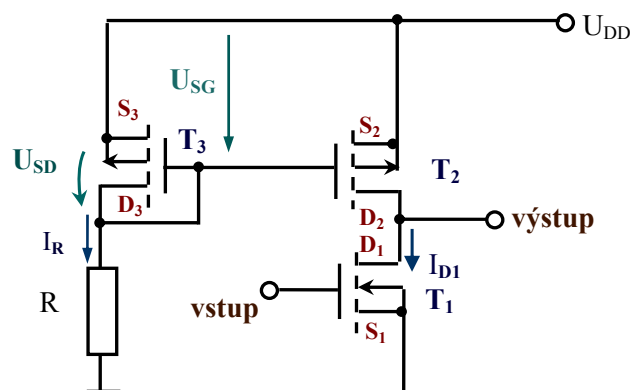 U_DD
U_SG
S_3
S_2
T_3
U_SD
T_2
D_3
D_2
výstup
I_R
D_1
I_D1
R
vstup
T_1
S_1